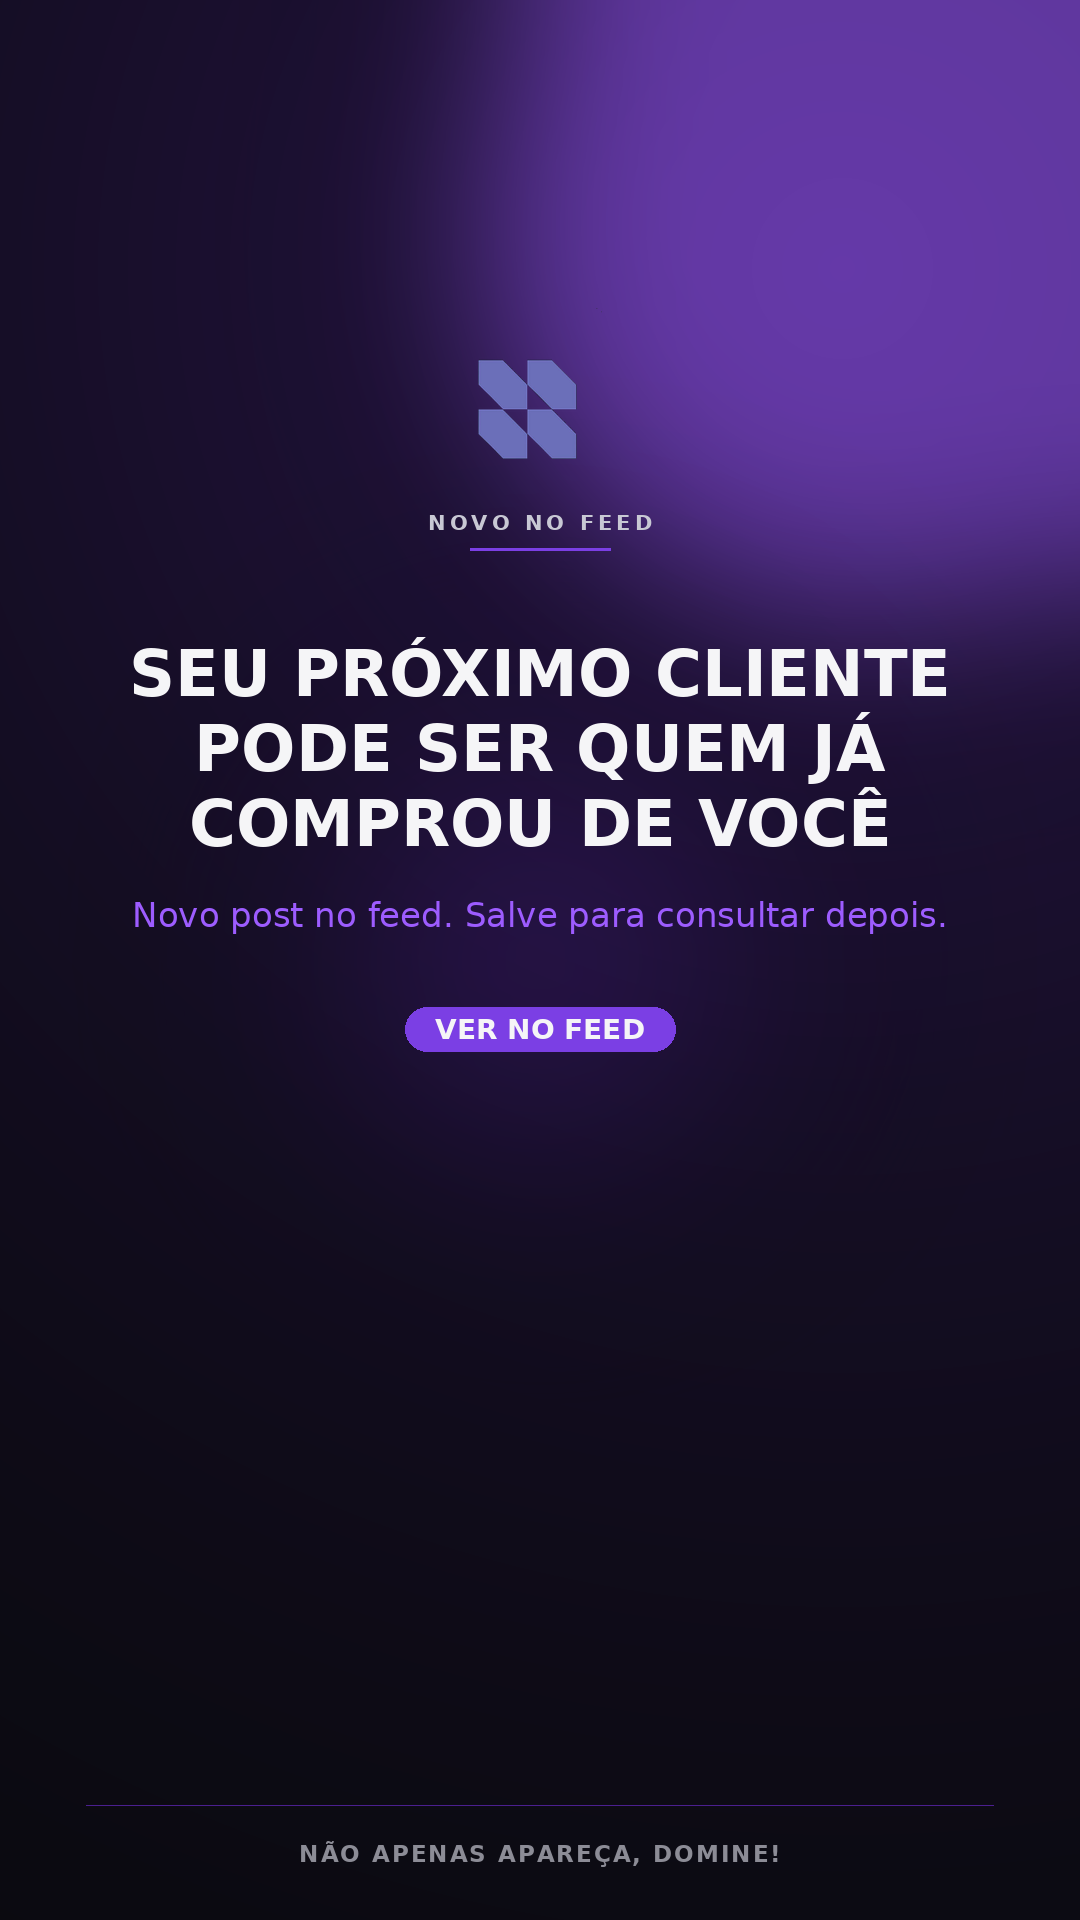 NOVO NO FEED
SEU PRÓXIMO CLIENTE
PODE SER QUEM JÁ
COMPROU DE VOCÊ
Novo post no feed. Salve para consultar depois.
VER NO FEED
NÃO APENAS APAREÇA, DOMINE!